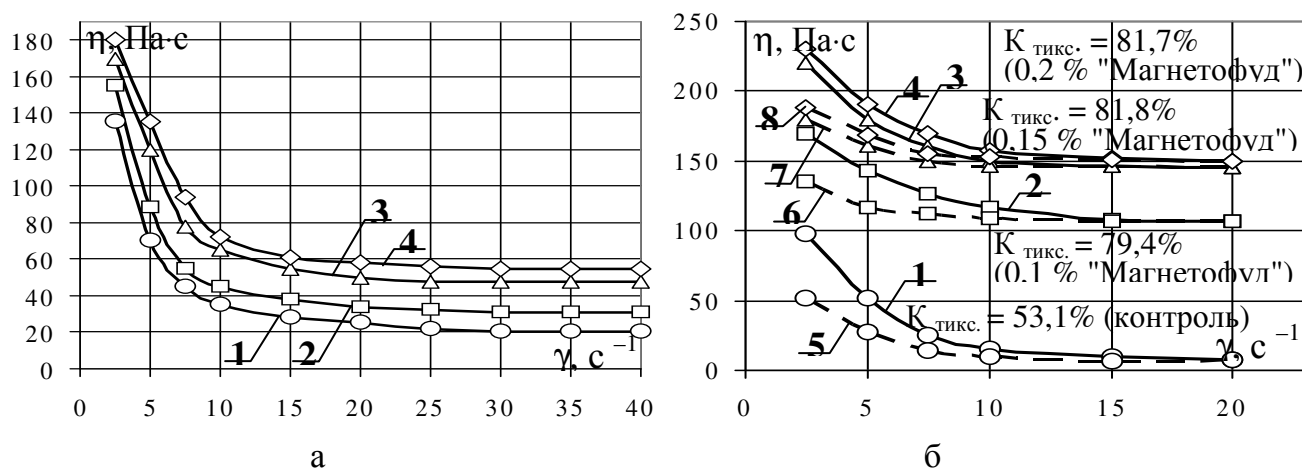 η, Па·с
180
160
140
120
100
80
60
40
20
0
3
4
1
2
γ, с ⁻¹
0 5 10 15 20 25 30 35 40
а
η, Па·с
250
200
150
100
50
0
К тикс. = 81,7%
(0,2 % "Магнетофуд")
4
3
К тикс. = 81,8%
(0,15 % "Магнетофуд")
8
7
6
2
К тикс. = 79,4%
(0,1 % "Магнетофуд")
1
К тикс. = 53,1% (контроль)
5
γ, с ⁻¹
0 5 10 15 20
б